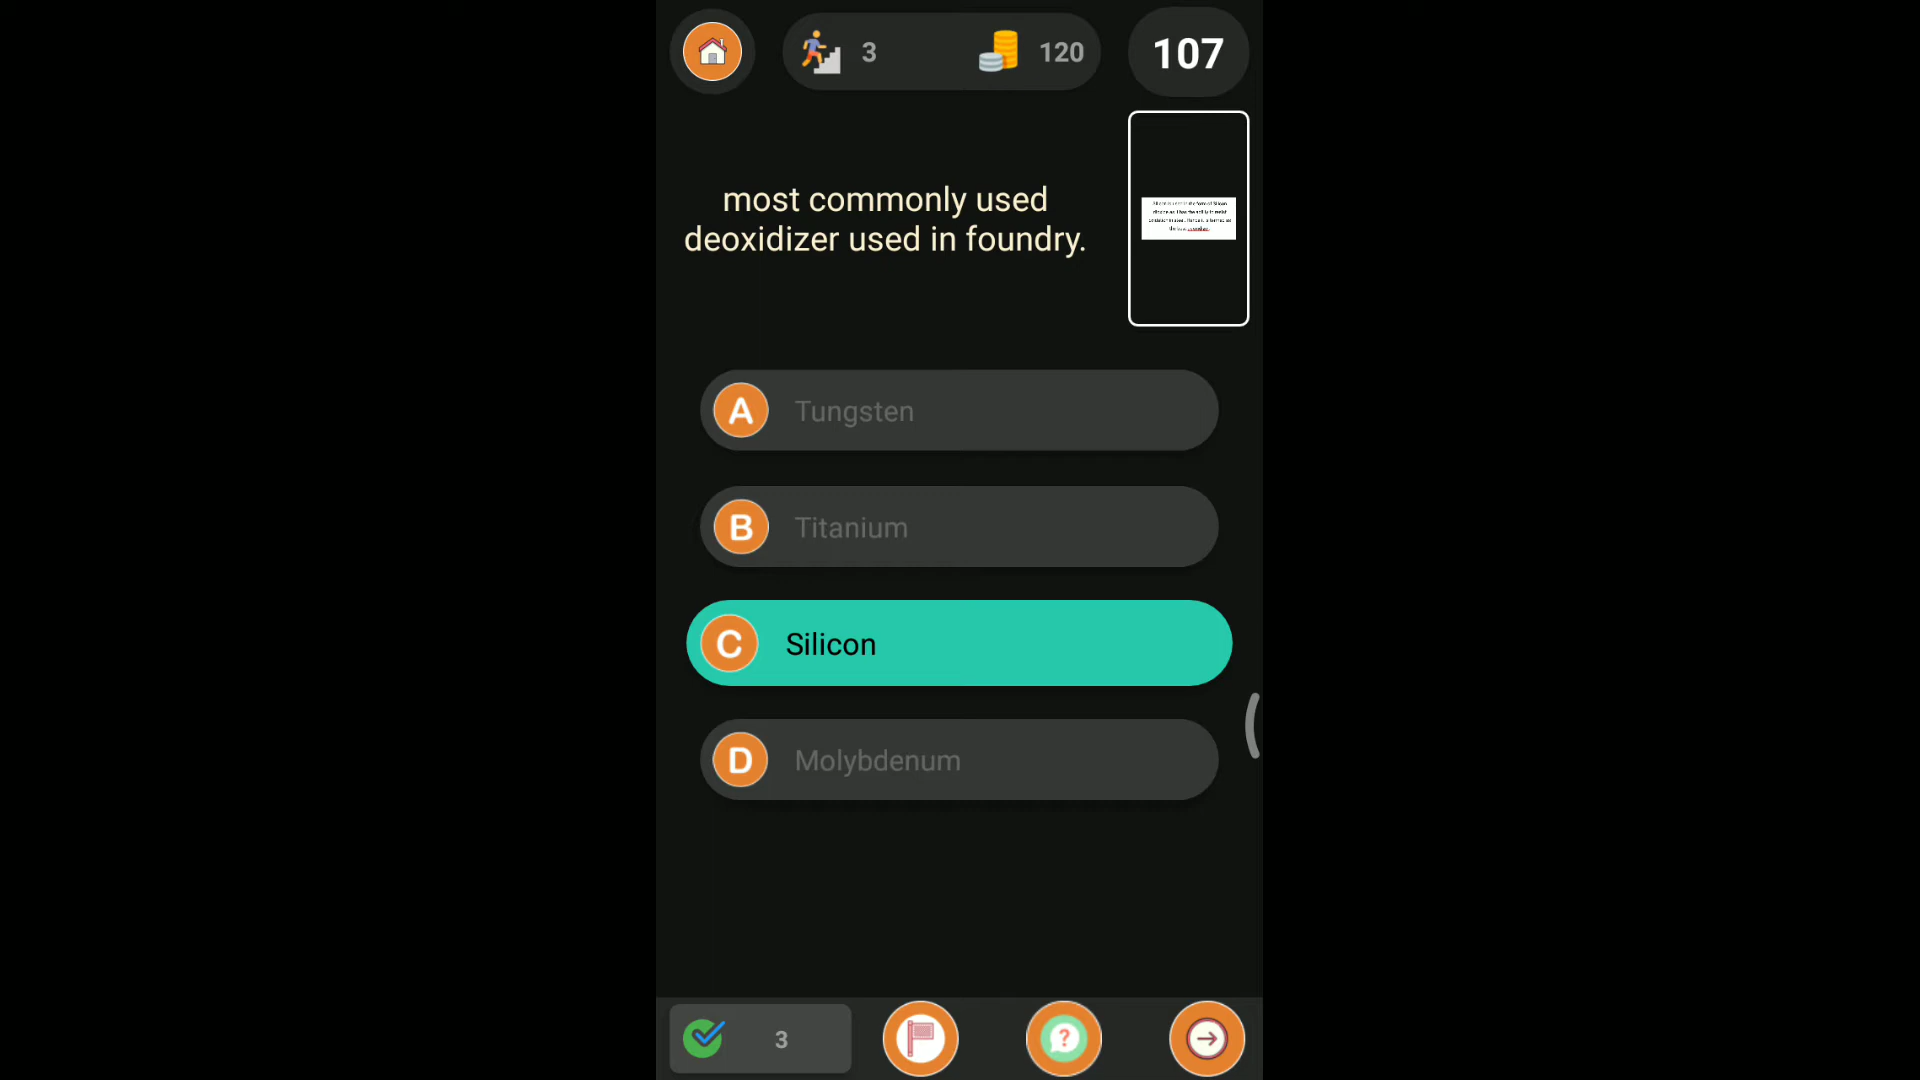 3
120
107
most commonly used
deoxidizer used in foundry.
A Tungsten
B Titanium
C Silicon
D Molybdenum
3
?